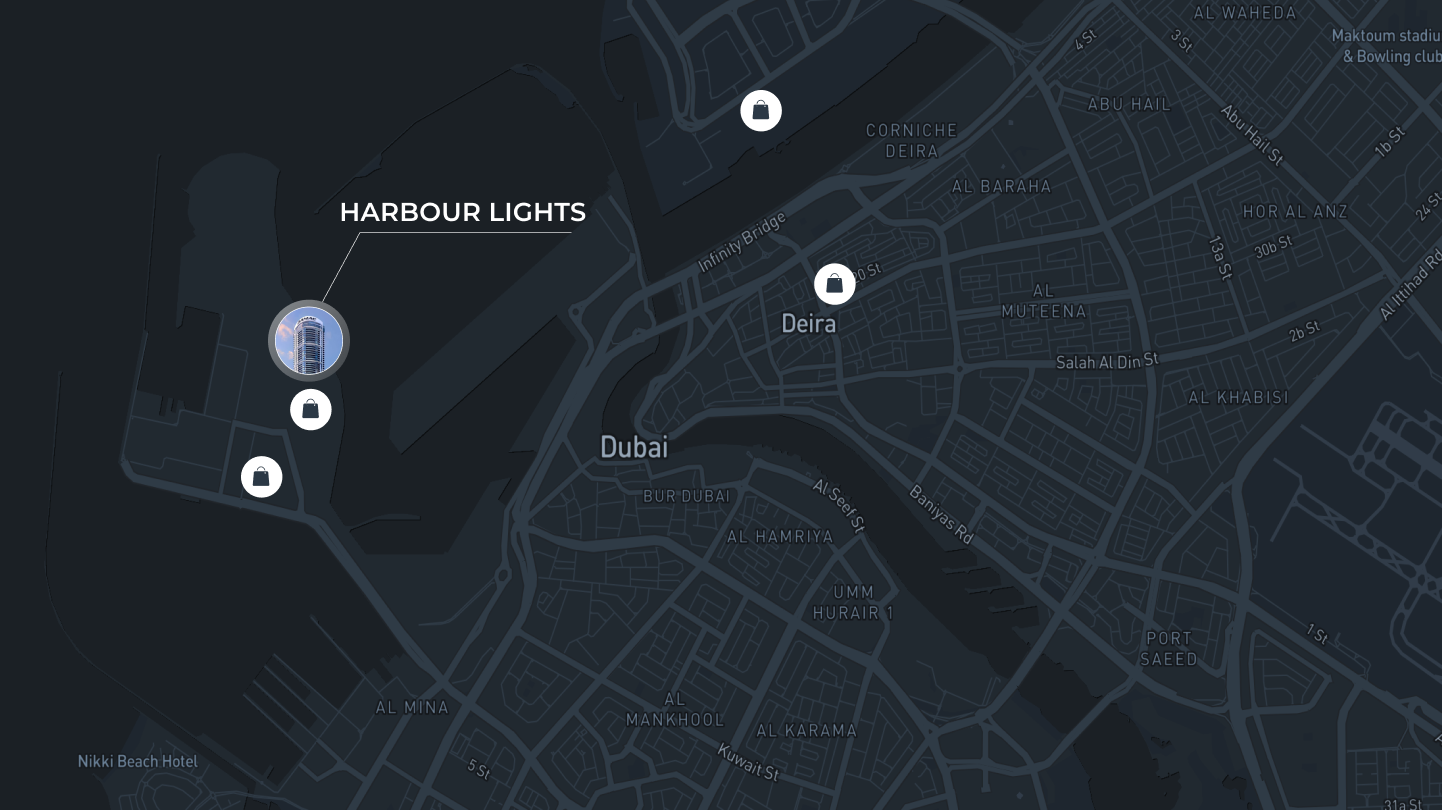 AL WAHEDA
Maktoum stadiu
& Bowling club
4 St
3 St
ABU HAIL
Abu Hail St
1b St
CORNICHE
DEIRA
AL BARAHA
HARBOUR LIGHTS
HOR AL ANZ
24 St
Infinity Bridge
13a St
30b St
20 St
Al Ittihad Rd
AL
MUTEENA
Deira
2b St
Salah Al Din St
AL KHABISI
Dubai
BUR DUBAI
Al Seef St
Baniyas Rd
AL HAMRIYA
UMM
HURAIR 1
1 St
PORT
SAEED
AL MINA
AL
MANKHOOL
AL KARAMA
Nikki Beach Hotel
5 St
Kuwait St
31a St